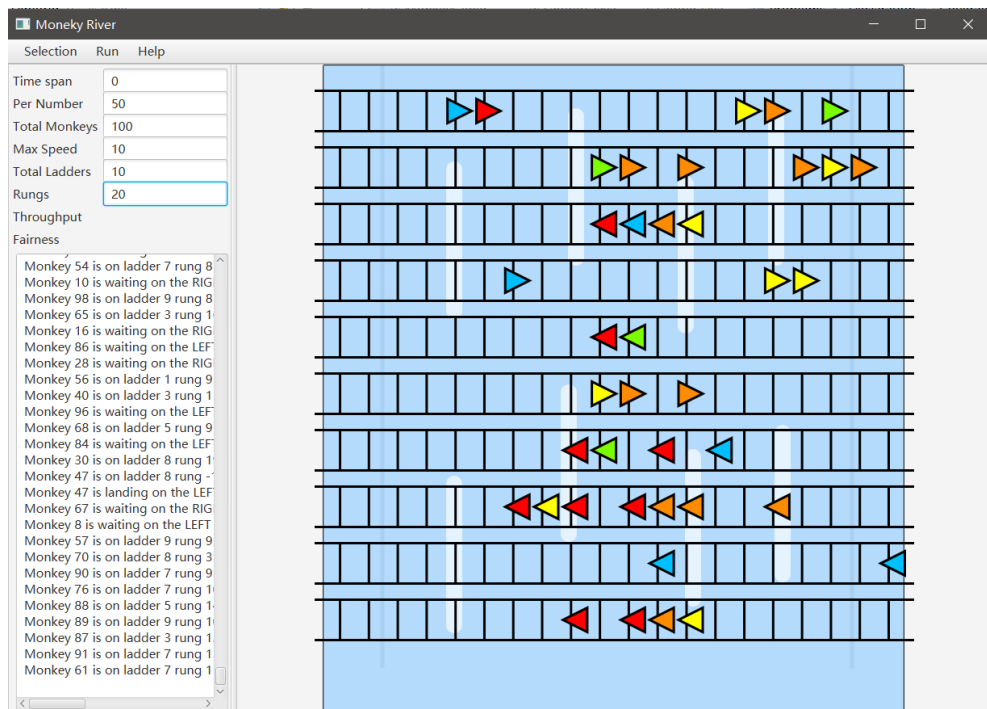 Moneky River
Selection Run Help
Time span 0
Per Number 50
Total Monkeys 100
Max Speed 10
Total Ladders 10
Rungs 20
Throughput
Fairness
Monkey 54 is on ladder 7 rung 8
Monkey 10 is waiting on the RIG
Monkey 98 is on ladder 9 rung 8
Monkey 65 is on ladder 3 rung 1
Monkey 16 is waiting on the RIG
Monkey 86 is waiting on the LEFT
Monkey 28 is waiting on the RIG
Monkey 56 is on ladder 1 rung 9
Monkey 40 is on ladder 3 rung 1
Monkey 96 is waiting on the LEFT
Monkey 68 is on ladder 5 rung 9
Monkey 84 is waiting on the LEFT
Monkey 30 is on ladder 8 rung 1
Monkey 47 is on ladder 8 rung -1
Monkey 47 is landing on the LEFT
Monkey 67 is waiting on the RIG
Monkey 8 is waiting on the LEFT
Monkey 57 is on ladder 9 rung 9
Monkey 70 is on ladder 8 rung 3
Monkey 90 is on ladder 7 rung 9
Monkey 76 is on ladder 7 rung 1
Monkey 88 is on ladder 5 rung 1
Monkey 89 is on ladder 9 rung 1
Monkey 87 is on ladder 3 rung 1
Monkey 91 is on ladder 7 rung 1
Monkey 61 is on ladder 7 rung 1